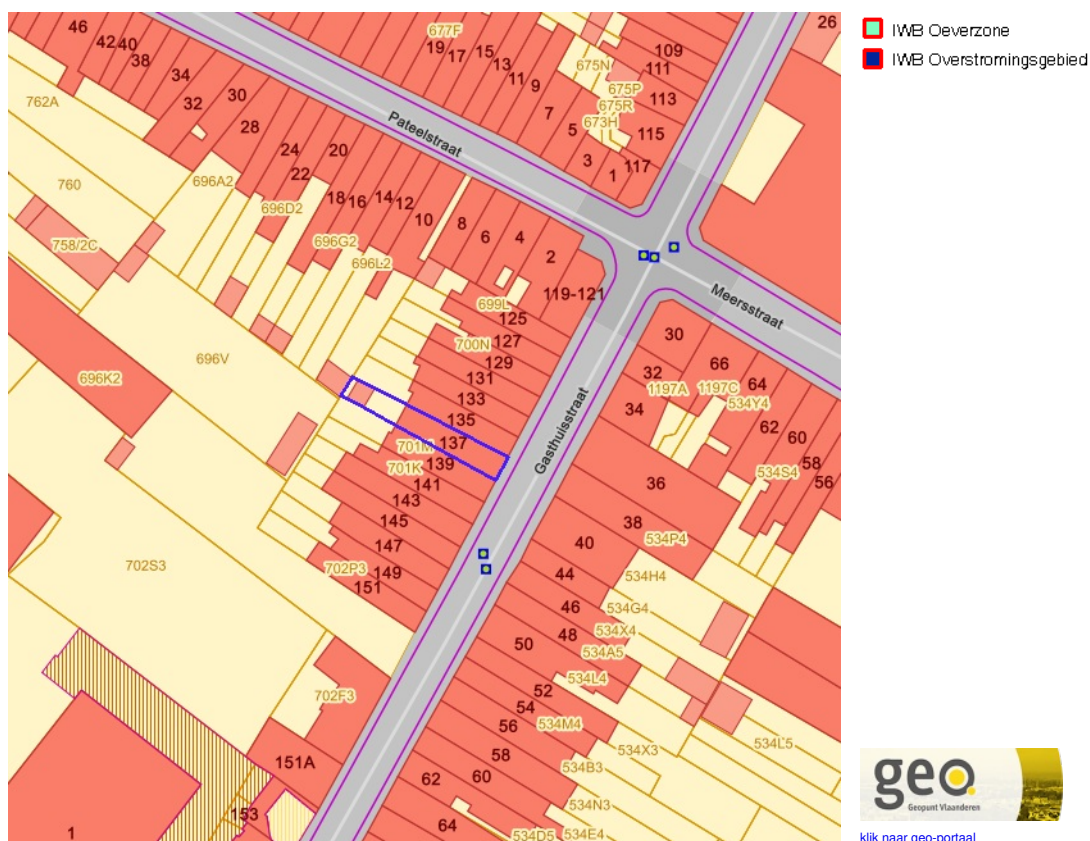 IWB Oeverzone
IWB Overstromingsgebied
46
42
40
38
34
32
30
28
24
22
20
18
16
14
12
10
8
6
4
2
119-121
677F
19
17
15
13
11
9
7
5
3
1
675N
675P
675R
673H
109
111
113
115
117
26
762A
760
758/2C
696A2
696D2
696G2
696L2
696V
696K2
Pateelstraat
Meersstraat
Gasthuisstraat
699L
125
127
700N
129
131
133
135
701M
137
701K
139
141
143
145
147
702P3
149
151
702S3
702F3
151A
153
1
30
32
34
66
64
62
60
58
56
1197A
1197C
534Y4
534S4
36
38
534P4
40
44
534H4
46
534G4
48
534X4
50
534A5
534L4
52
54
534M4
56
534X3
534L5
58
534B3
60
62
534N3
64
534D5
534E4
geo
Geopunt Vlaanderen
klik naar geo-portaal